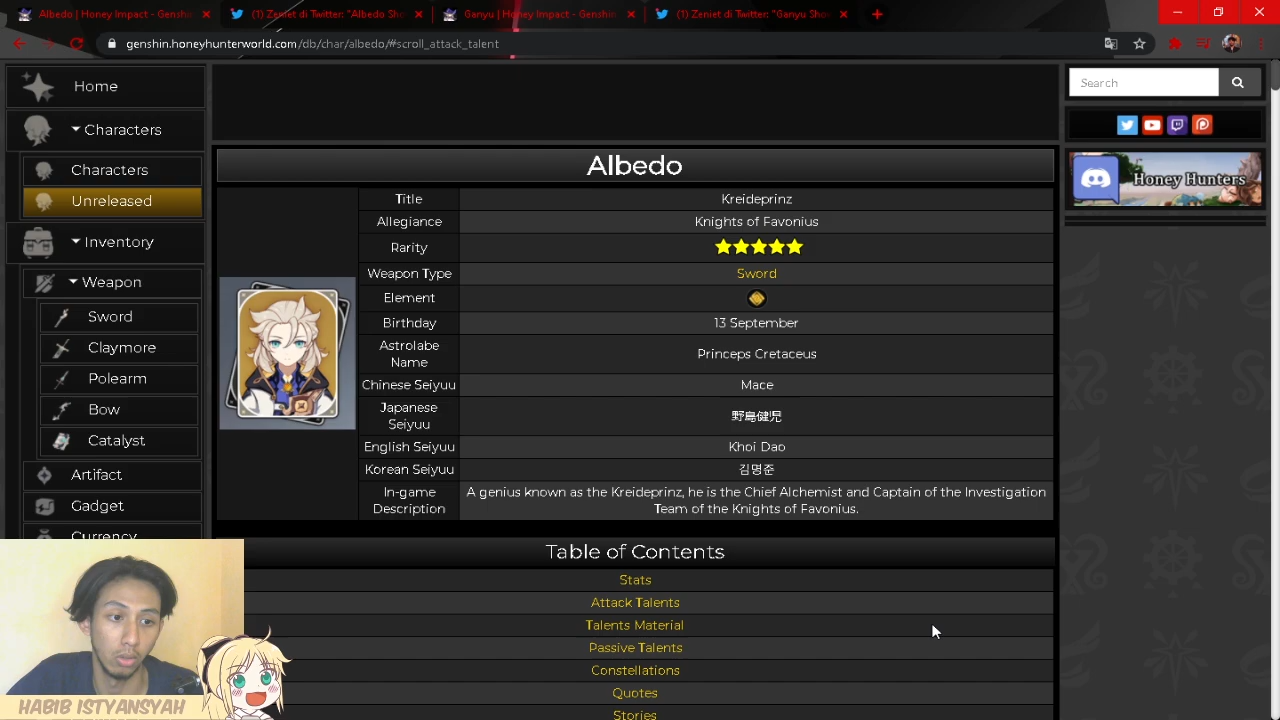 Albedo | Honey Impact - Genshin
(1) Zeniet di Twitter: "Albedo Sho
Ganyu | Honey Impact - Genshin
(1) Zeniet di Twitter: "Ganyu Show
genshin.honeyhunterworld.com/db/char/albedo/#scroll_attack_talent
Home
Characters
Characters
Unreleased
Inventory
Weapon
Sword
Claymore
Polearm
Bow
Catalyst
Artifact
Gadget
Currency
Albedo
Title Kreideprinz
Allegiance Knights of Favonius
Rarity
Weapon Type Sword
Element
Birthday 13 September
Astrolabe
Name
Princeps Cretaceus
Chinese Seiyuu Mace
Japanese
Seiyuu
野島健児
English Seiyuu Khoi Dao
Korean Seiyuu 김명준
In-game
Description
A genius known as the Kreideprinz, he is the Chief Alchemist and Captain of the Investigation
Team of the Knights of Favonius.
Table of Contents
Stats
Attack Talents
Talents Material
Passive Talents
Constellations
Quotes
Stories
Search
Honey Hunters
HABIB ISTYANSYAH